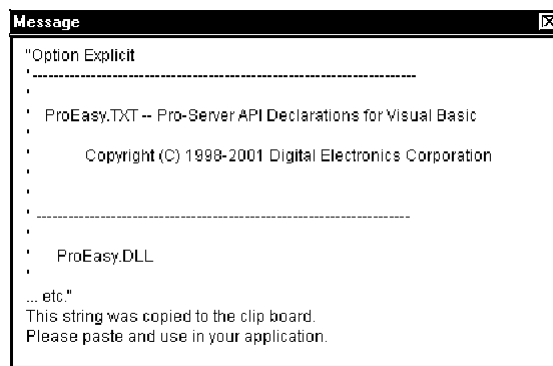 Message
"Option Explicit
'--------------------------------------------------------------------------
'
' ProEasy.TXT -- Pro-Server API Declarations for Visual Basic
'
' Copyright (C) 1998-2001 Digital Electronics Corporation
'
'
' ------------------------------------------------------------------------
'
' ProEasy.DLL
'
... etc."
This string was copied to the clip board.
Please paste and use in your application.